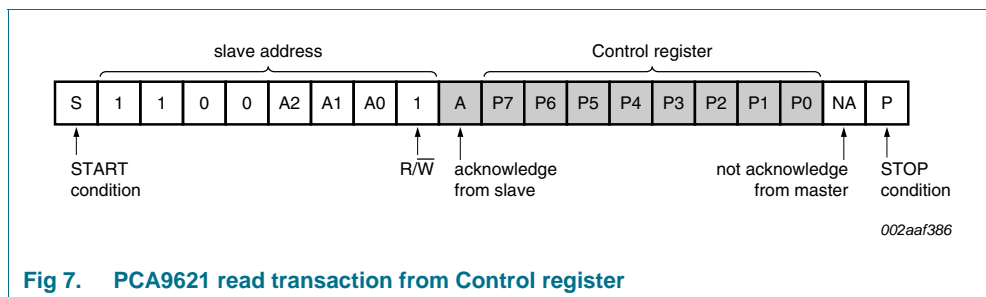 slave address Control register
S 1 1 0 0 A2 A1 A0 1 A P7 P6 P5 P4 P3 P2 P1 P0 NA P
START condition
R/W̅
acknowledge from slave
not acknowledge from master
STOP condition
002aaf386
Fig 7. PCA9621 read transaction from Control register